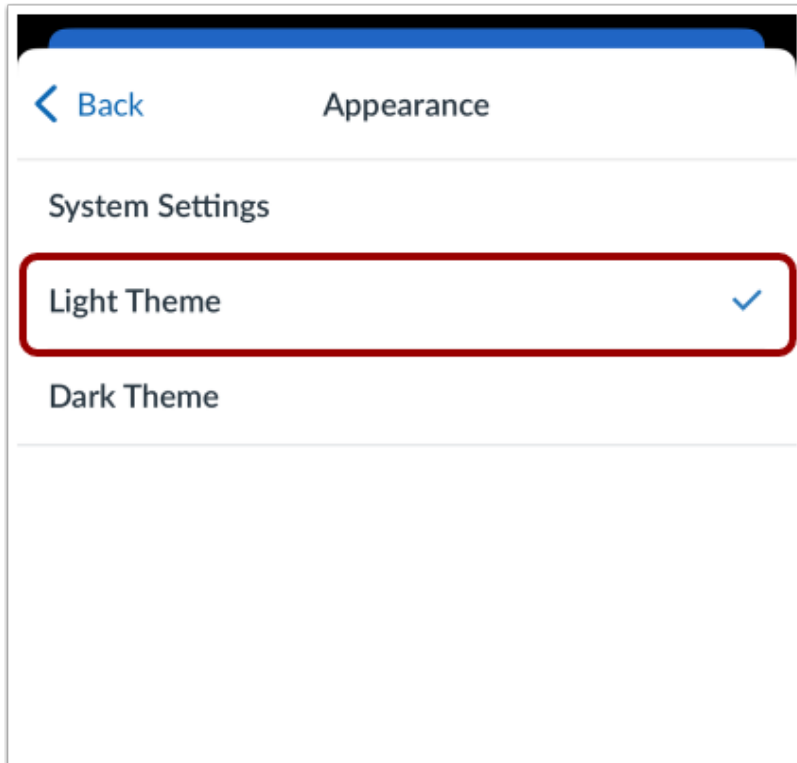 Back Appearance
System Settings
Light Theme
Dark Theme